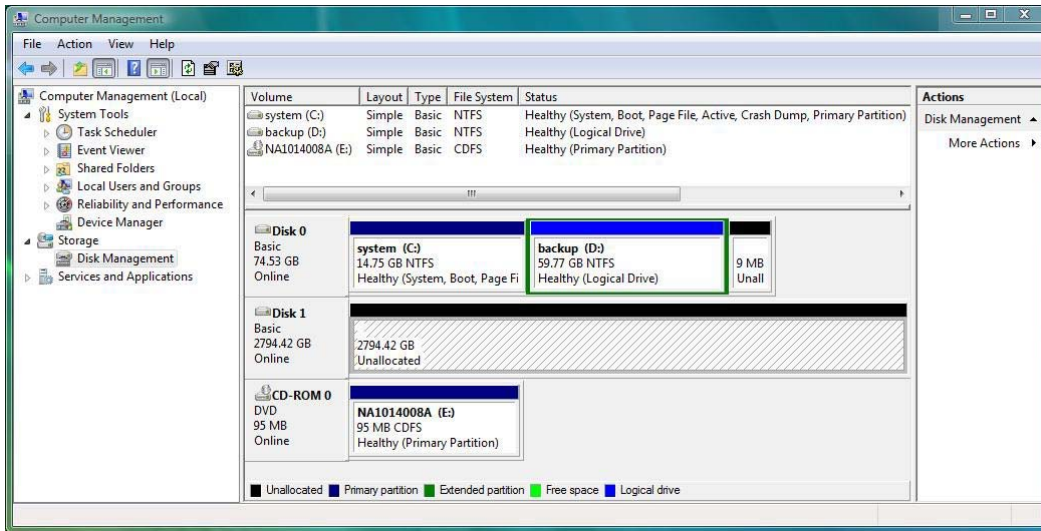 Computer Management
File Action View Help
Computer Management (Local)
System Tools
Task Scheduler
Event Viewer
Shared Folders
Local Users and Groups
Reliability and Performance
Device Manager
Storage
Disk Management
Services and Applications
Volume Layout Type File System Status
system (C:) Simple Basic NTFS Healthy (System, Boot, Page File, Active, Crash Dump, Primary Partition)
backup (D:) Simple Basic NTFS Healthy (Logical Drive)
NA1014008A (E:) Simple Basic CDFS Healthy (Primary Partition)
Disk 0
Basic
74.53 GB
Online
system (C:)
14.75 GB NTFS
Healthy (System, Boot, Page Fi
backup (D:)
59.77 GB NTFS
Healthy (Logical Drive)
9 MB
Unall
Disk 1
Basic
2794.42 GB
Online
2794.42 GB
Unallocated
CD-ROM 0
DVD
95 MB
Online
NA1014008A (E:)
95 MB CDFS
Healthy (Primary Partition)
Unallocated Primary partition Extended partition Free space Logical drive
Actions
Disk Management
More Actions